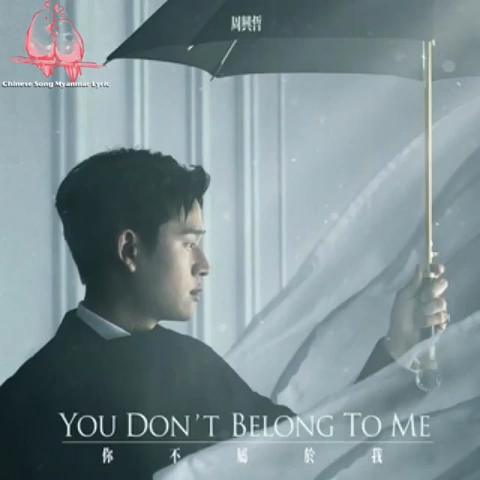 周興哲
Chinese Song Myanmar Lyric
YOU DON'T BELONG TO ME
你不屬於我